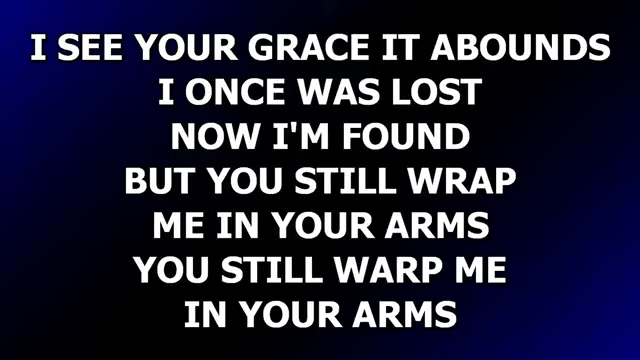 I SEE YOUR GRACE IT ABOUNDS
I ONCE WAS LOST
NOW I'M FOUND
BUT YOU STILL WRAP
ME IN YOUR ARMS
YOU STILL WARP ME
IN YOUR ARMS